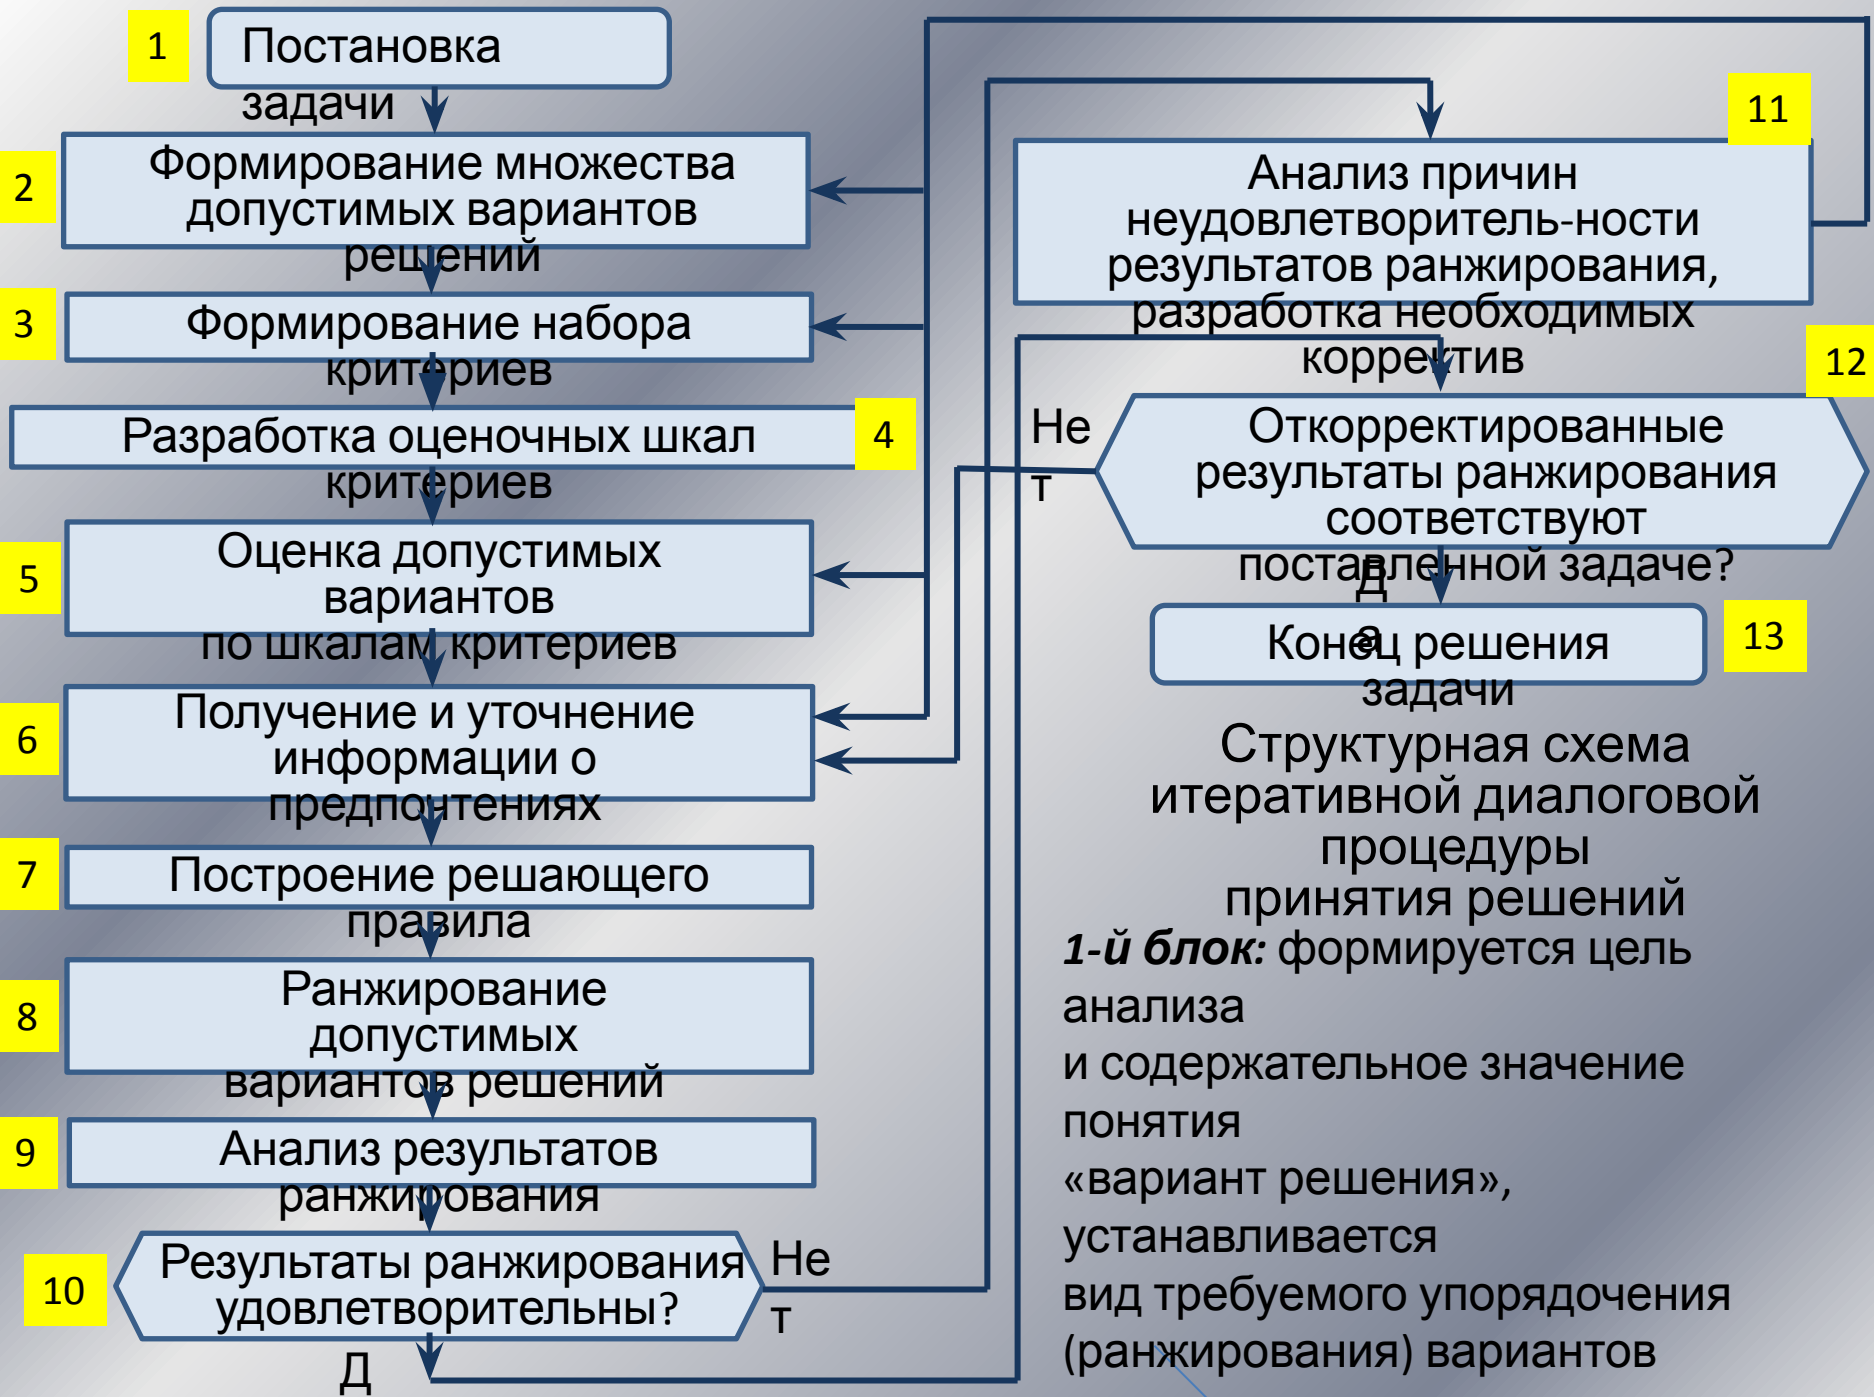 1
Постановка
задачи
2
Формирование множества
допустимых вариантов
решений
3
Формирование набора
критериев
4
Разработка оценочных шкал
критериев
5
Оценка допустимых
вариантов
по шкалам критериев
6
Получение и уточнение
информации о
предпочтениях
7
Построение решающего
правила
8
Ранжирование
допустимых
вариантов решений
9
Анализ результатов
ранжирования
10
Результаты ранжирования
удовлетворительны?
Не
т
Д
11
Анализ причин
неудовлетворитель-ности
результатов ранжирования,
разработка необходимых
корректив
12
Не
т
Откорректированные
результаты ранжирования
соответствуют
поставленной задаче?
Д
а
13
Конец решения
задачи
Структурная схема
итеративной диалоговой
процедуры
принятия решений
1-й блок: формируется цель
анализа
и содержательное значение
понятия
«вариант решения»,
устанавливается
вид требуемого упорядочения
(ранжирования) вариантов